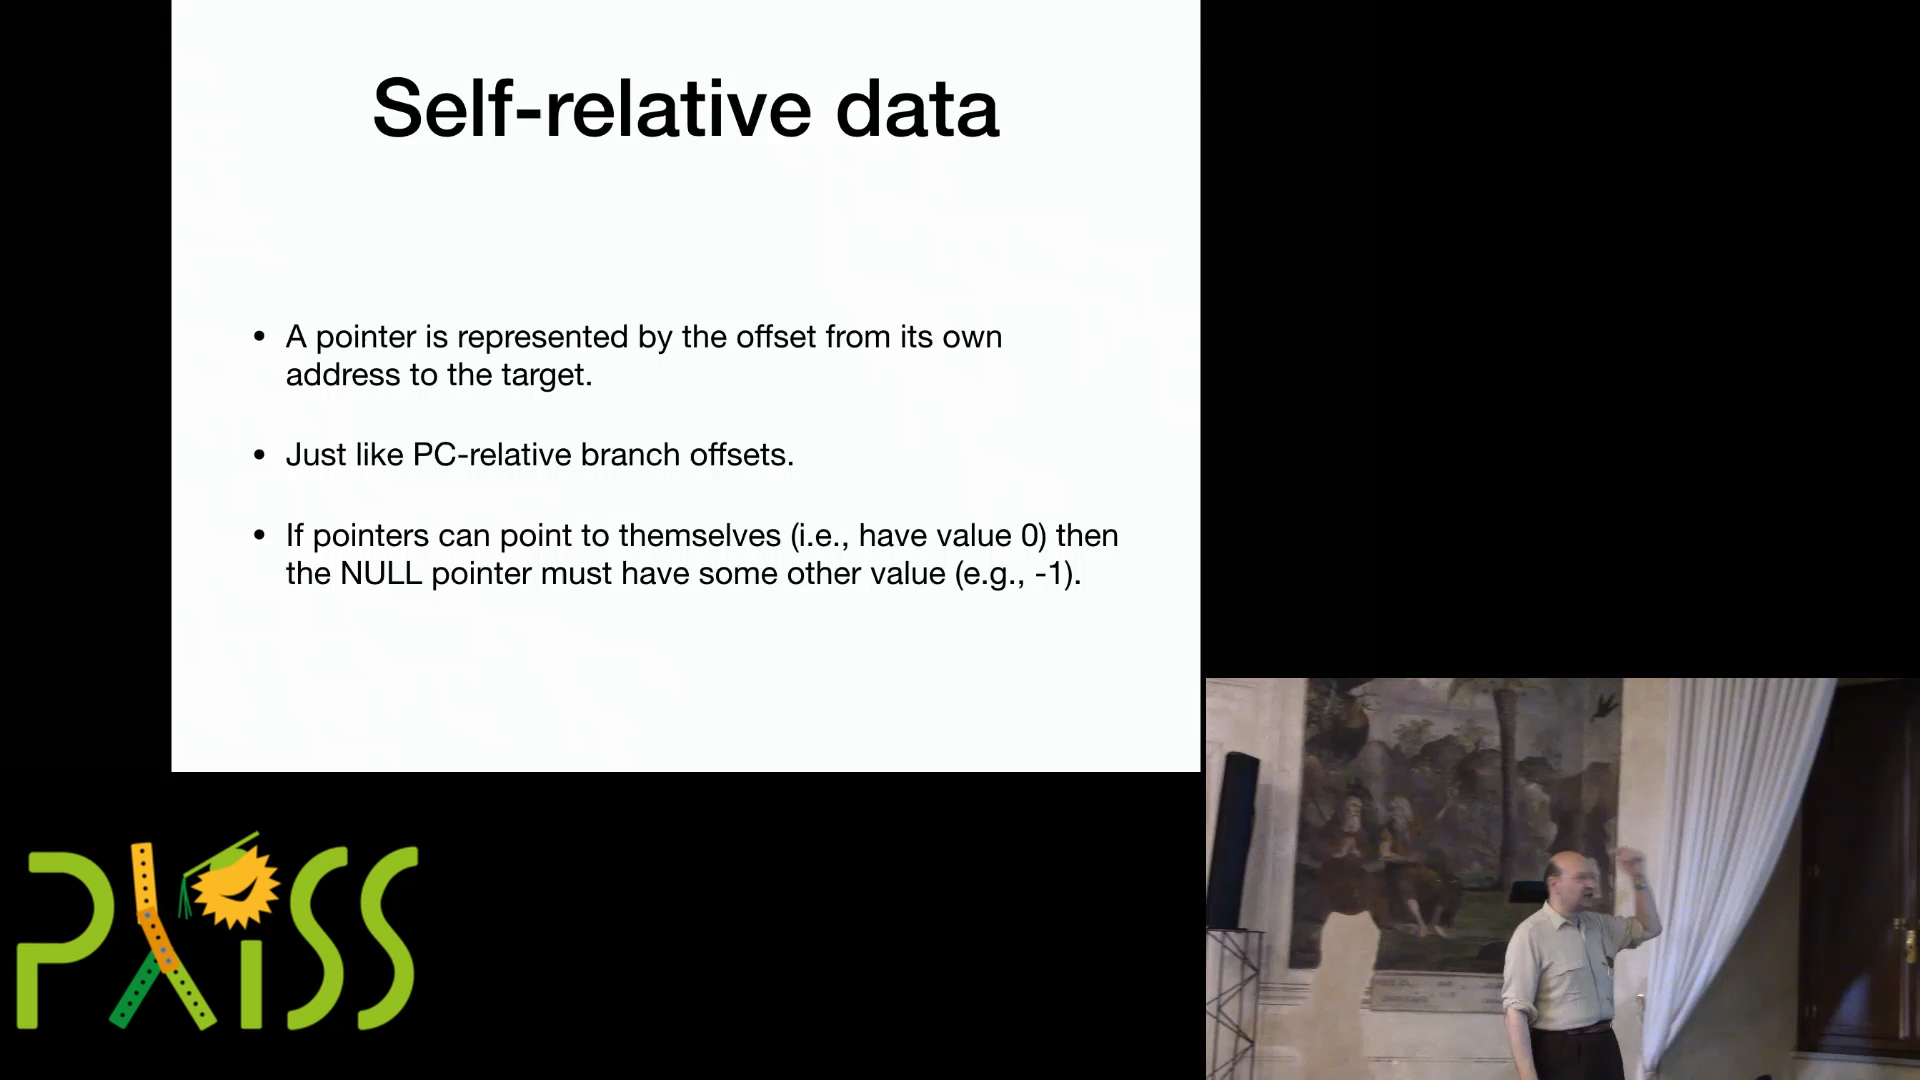 Self-relative data
• A pointer is represented by the offset from its own
address to the target.
• Just like PC-relative branch offsets.
• If pointers can point to themselves (i.e., have value 0) then
the NULL pointer must have some other value (e.g., -1).
PLISS